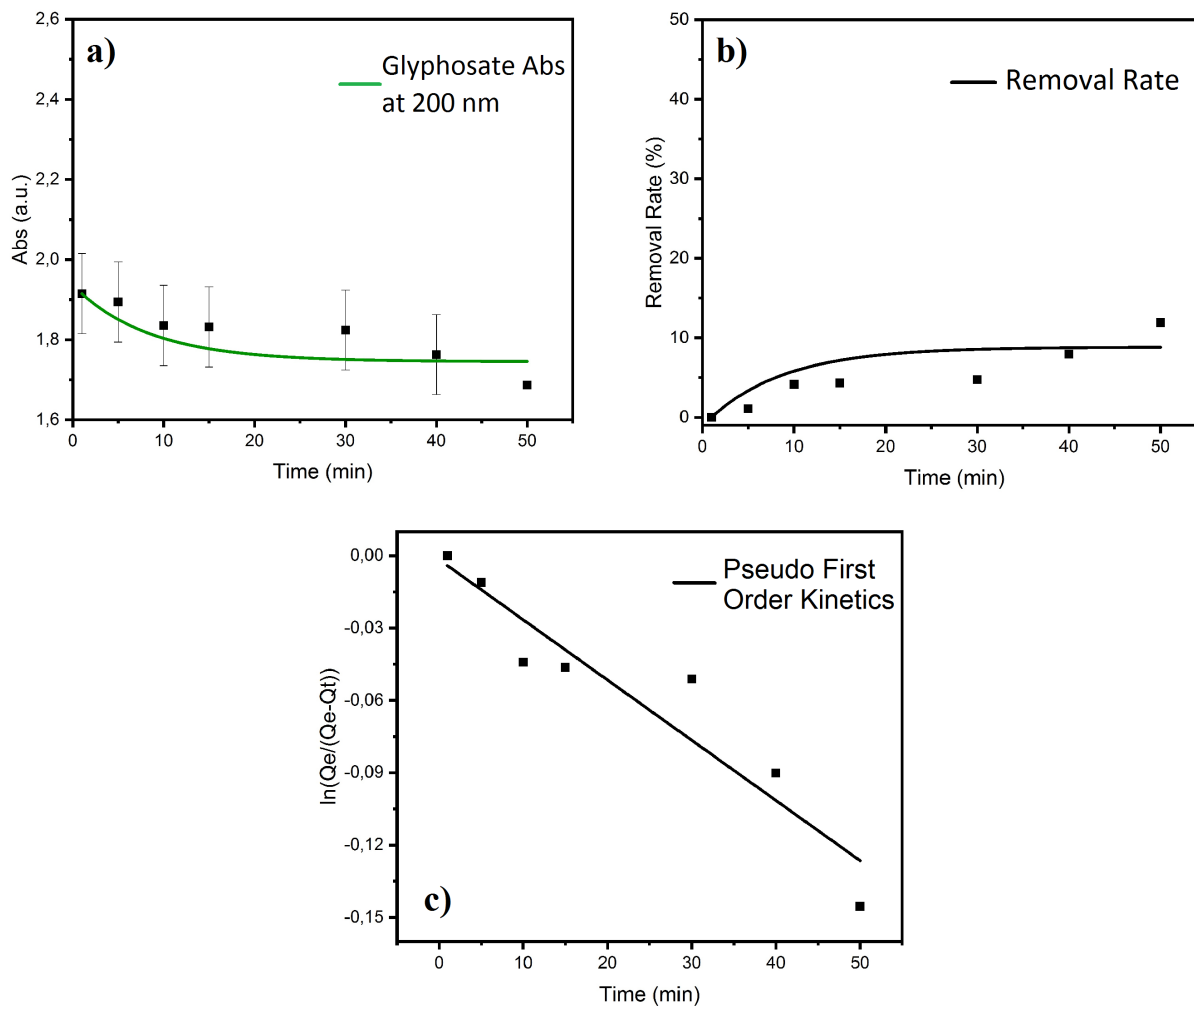 a)
Glyphosate Abs
at 200 nm
2,6
2,4
2,2
2,0
1,8
1,6
Abs (a.u.)
0 10 20 30 40 50
Time (min)
b)
Removal Rate
50
40
30
20
10
0
Removal Rate (%)
0 10 20 30 40 50
Time (min)
Pseudo First
Order Kinetics
0,00
-0,03
-0,06
-0,09
-0,12
-0,15
ln(Qe/(Qe-Qt))
c)
0 10 20 30 40 50
Time (min)